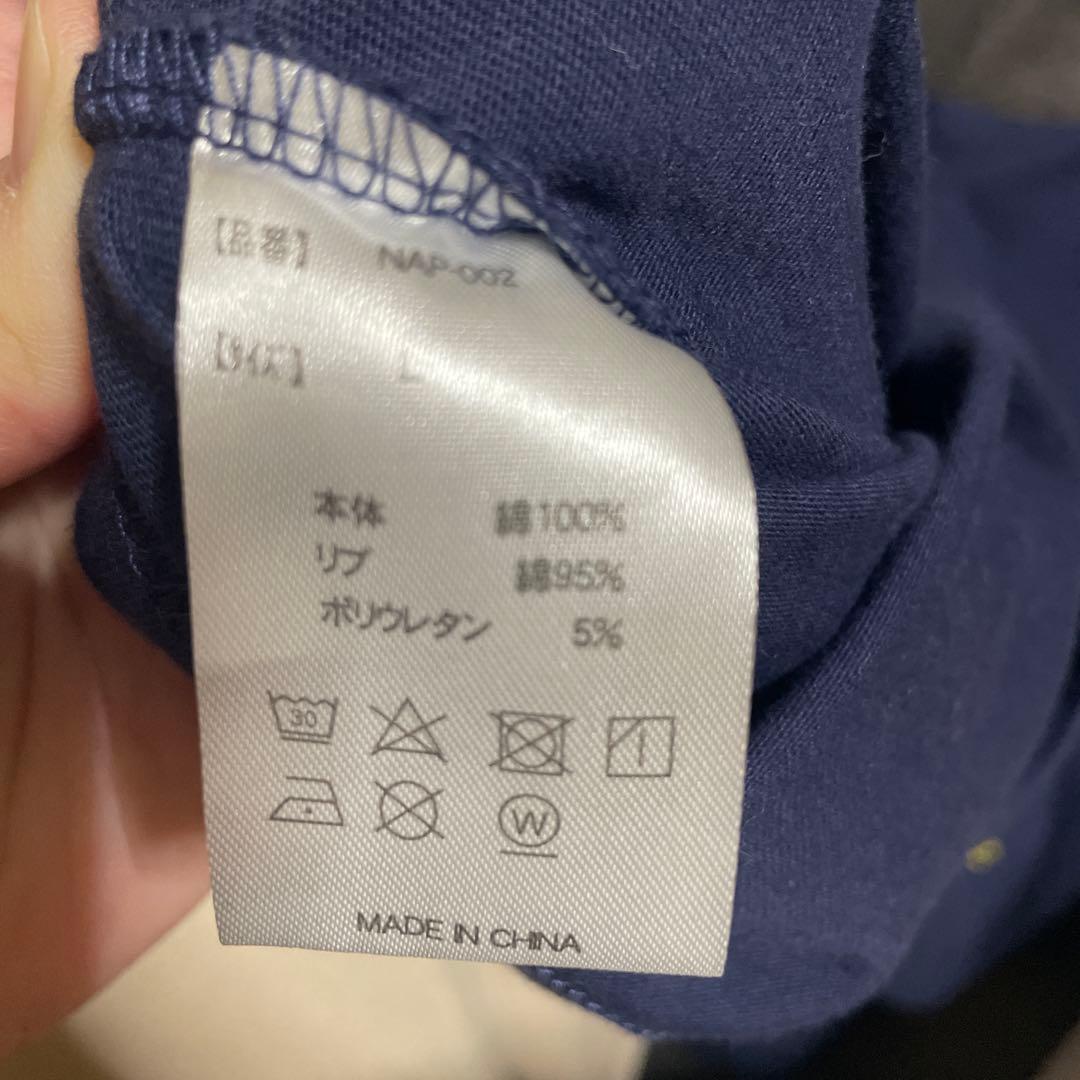 【品番】 NAP-002
【サイズ】 L
本体 綿100%
リブ 綿95%
ポリウレタン 5%
30
W
MADE IN CHINA